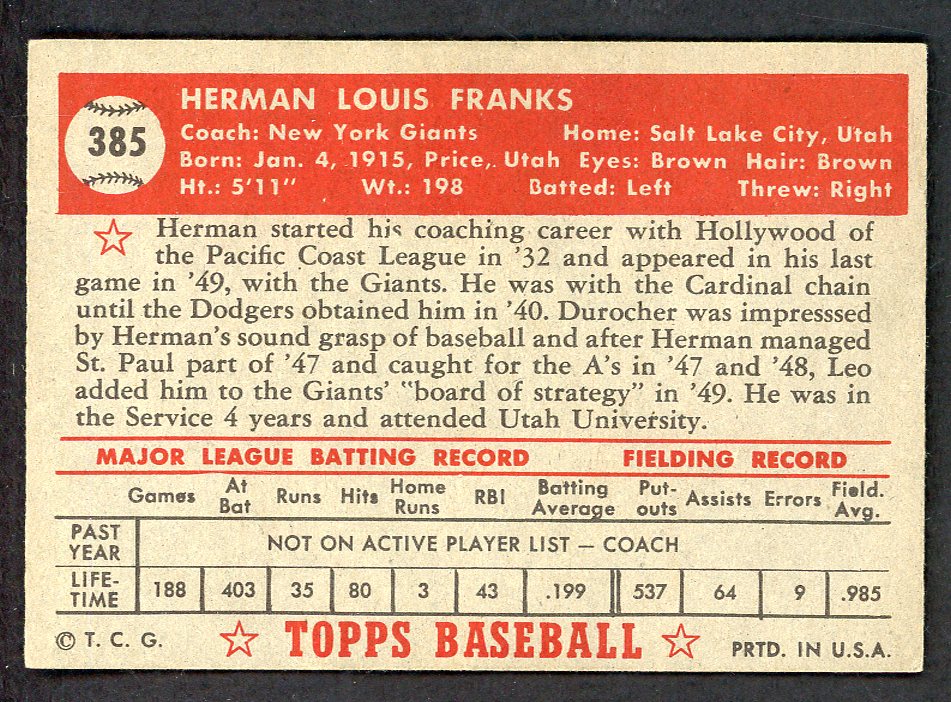 385
HERMAN LOUIS FRANKS
Coach: New York Giants Home: Salt Lake City, Utah
Born: Jan. 4, 1915, Price, Utah Eyes: Brown Hair: Brown
Ht.: 5'11" Wt.: 198 Batted: Left Threw: Right
Herman started his coaching career with Hollywood of
the Pacific Coast League in '32 and appeared in his last
game in '49, with the Giants. He was with the Cardinal chain
until the Dodgers obtained him in '40. Durocher was impresssed
by Herman's sound grasp of baseball and after Herman managed
St. Paul part of '47 and caught for the A's in '47 and '48, Leo
added him to the Giants' "board of strategy" in '49. He was in
the Service 4 years and attended Utah University.
MAJOR LEAGUE BATTING RECORD FIELDING RECORD
Games At Bat Runs Hits Home Runs RBI Batting Average Put-outs Assists Errors Field. Avg.
PAST YEAR NOT ON ACTIVE PLAYER LIST — COACH
LIFE-TIME 188 403 35 80 3 43 .199 537 64 9 .985
© T. C. G. TOPPS BASEBALL PRTD. IN U.S.A.